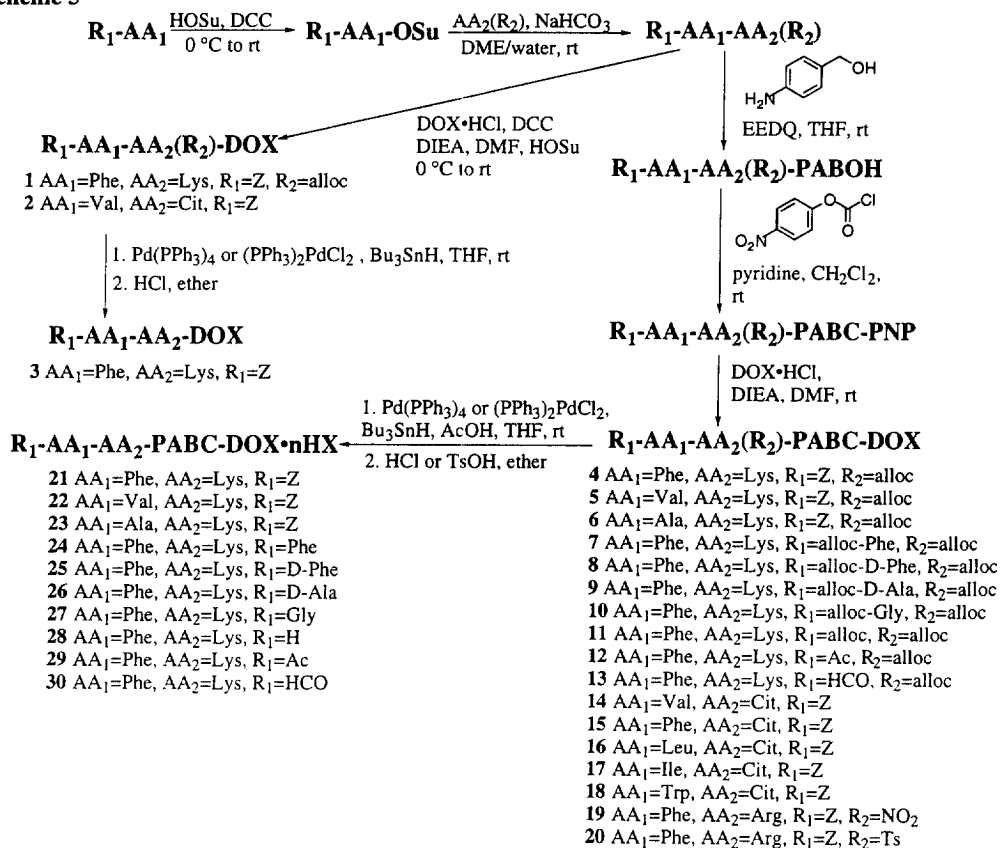 R1-AA1
HOSu, DCC
0 °C to rt
R1-AA1-OSu
AA2(R2), NaHCO3
DME/water, rt
R1-AA1-AA2(R2)
OH
H2N
EEDQ, THF, rt
DOX•HCl, DCC
DIEA, DMF, HOSu
0 °C to rt
R1-AA1-AA2(R2)-DOX
1 AA1=Phe, AA2=Lys, R1=Z, R2=alloc
2 AA1=Val, AA2=Cit, R1=Z
R1-AA1-AA2(R2)-PABOH
O
Cl
O2N
O
pyridine, CH2Cl2,
rt
1. Pd(PPh3)4 or (PPh3)2PdCl2 , Bu3SnH, THF, rt
2. HCl, ether
R1-AA1-AA2-DOX
3 AA1=Phe, AA2=Lys, R1=Z
R1-AA1-AA2(R2)-PABC-PNP
DOX•HCl,
DIEA, DMF, rt
1. Pd(PPh3)4 or (PPh3)2PdCl2,
Bu3SnH, AcOH, THF, rt
2. HCl or TsOH, ether
R1-AA1-AA2-PABC-DOX•nHX
21 AA1=Phe, AA2=Lys, R1=Z
22 AA1=Val, AA2=Lys, R1=Z
23 AA1=Ala, AA2=Lys, R1=Z
24 AA1=Phe, AA2=Lys, R1=Phe
25 AA1=Phe, AA2=Lys, R1=D-Phe
26 AA1=Phe, AA2=Lys, R1=D-Ala
27 AA1=Phe, AA2=Lys, R1=Gly
28 AA1=Phe, AA2=Lys, R1=H
29 AA1=Phe, AA2=Lys, R1=Ac
30 AA1=Phe, AA2=Lys, R1=HCO
R1-AA1-AA2(R2)-PABC-DOX
4 AA1=Phe, AA2=Lys, R1=Z, R2=alloc
5 AA1=Val, AA2=Lys, R1=Z, R2=alloc
6 AA1=Ala, AA2=Lys, R1=Z, R2=alloc
7 AA1=Phe, AA2=Lys, R1=alloc-Phe, R2=alloc
8 AA1=Phe, AA2=Lys, R1=alloc-D-Phe, R2=alloc
9 AA1=Phe, AA2=Lys, R1=alloc-D-Ala, R2=alloc
10 AA1=Phe, AA2=Lys, R1=alloc-Gly, R2=alloc
11 AA1=Phe, AA2=Lys, R1=alloc, R2=alloc
12 AA1=Phe, AA2=Lys, R1=Ac, R2=alloc
13 AA1=Phe, AA2=Lys, R1=HCO, R2=alloc
14 AA1=Val, AA2=Cit, R1=Z
15 AA1=Phe, AA2=Cit, R1=Z
16 AA1=Leu, AA2=Cit, R1=Z
17 AA1=Ile, AA2=Cit, R1=Z
18 AA1=Trp, AA2=Cit, R1=Z
19 AA1=Phe, AA2=Arg, R1=Z, R2=NO2
20 AA1=Phe, AA2=Arg, R1=Z, R2=Ts